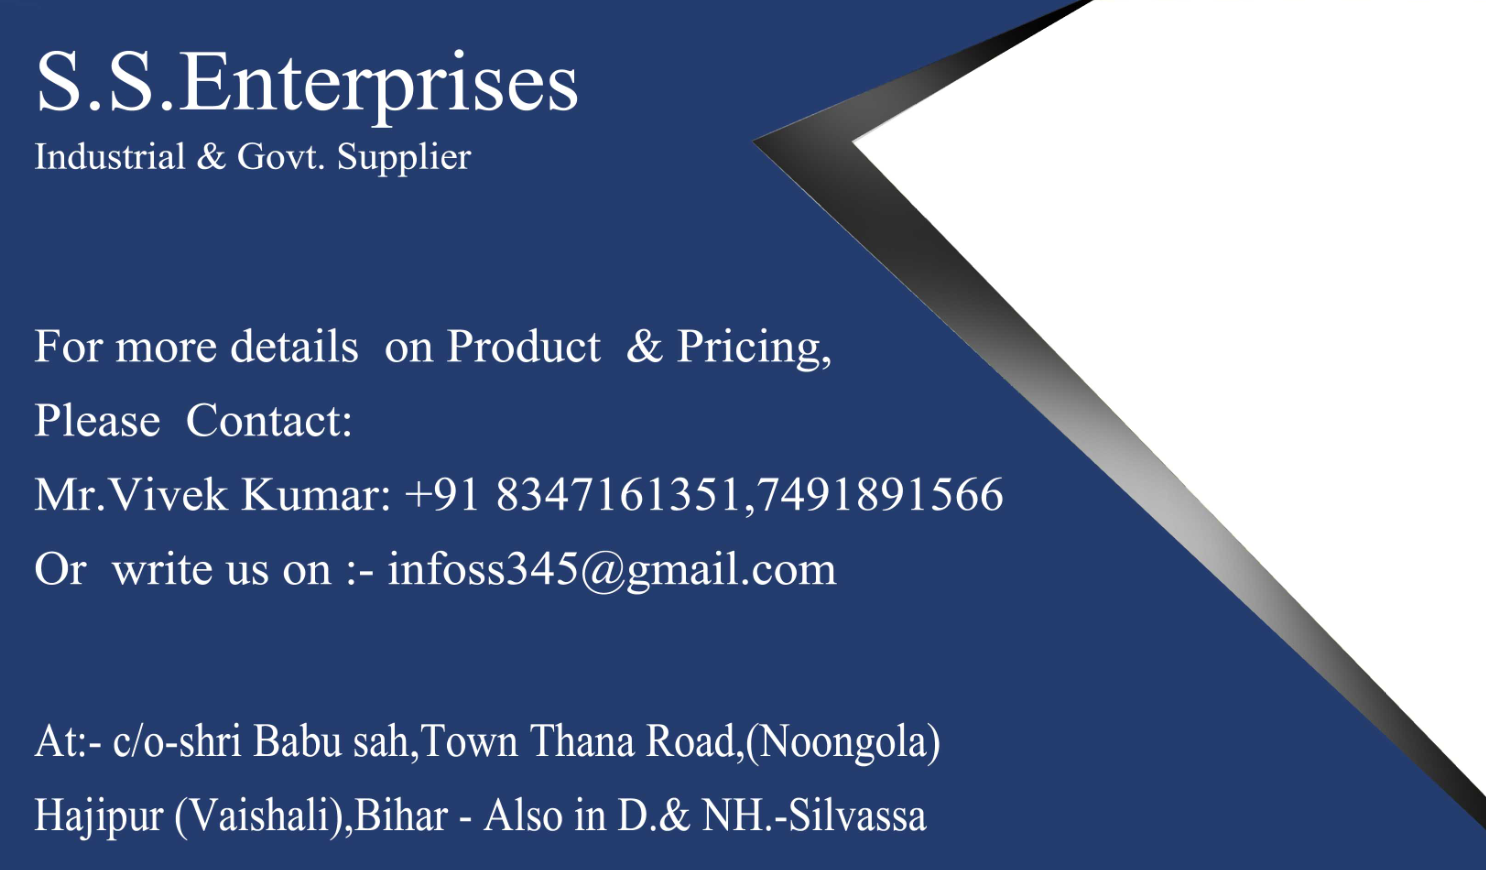 S.S.Enterprises
Industrial & Govt. Supplier
For more details on Product & Pricing,
Please Contact:
Mr.Vivek Kumar: +91 8347161351,7491891566
Or write us on :- infoss345@gmail.com
At:- c/o-shri Babu sah,Town Thana Road,(Noongola)
Hajipur (Vaishali),Bihar - Also in D.& NH.-Silvassa